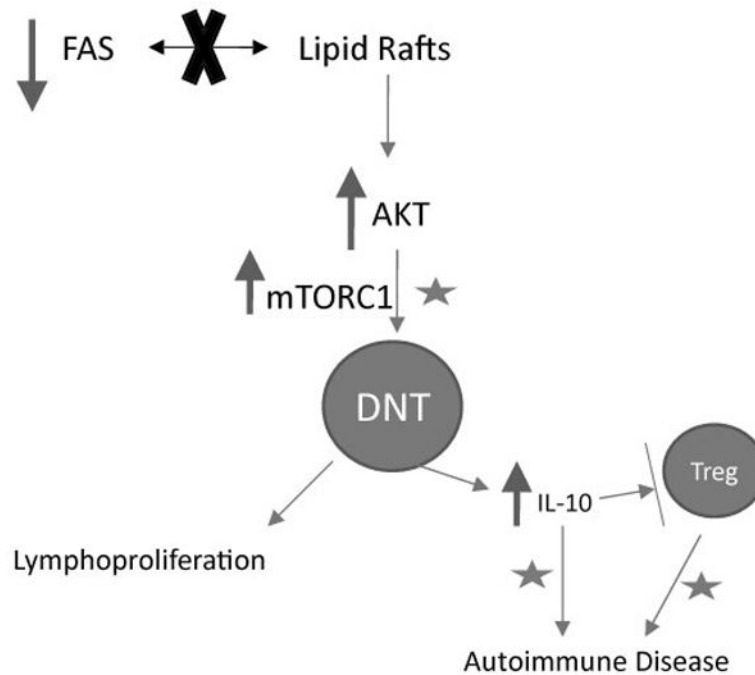 FAS
Lipid Rafts
AKT
mTORC1
DNT
Treg
IL-10
Lymphoproliferation
Autoimmune Disease